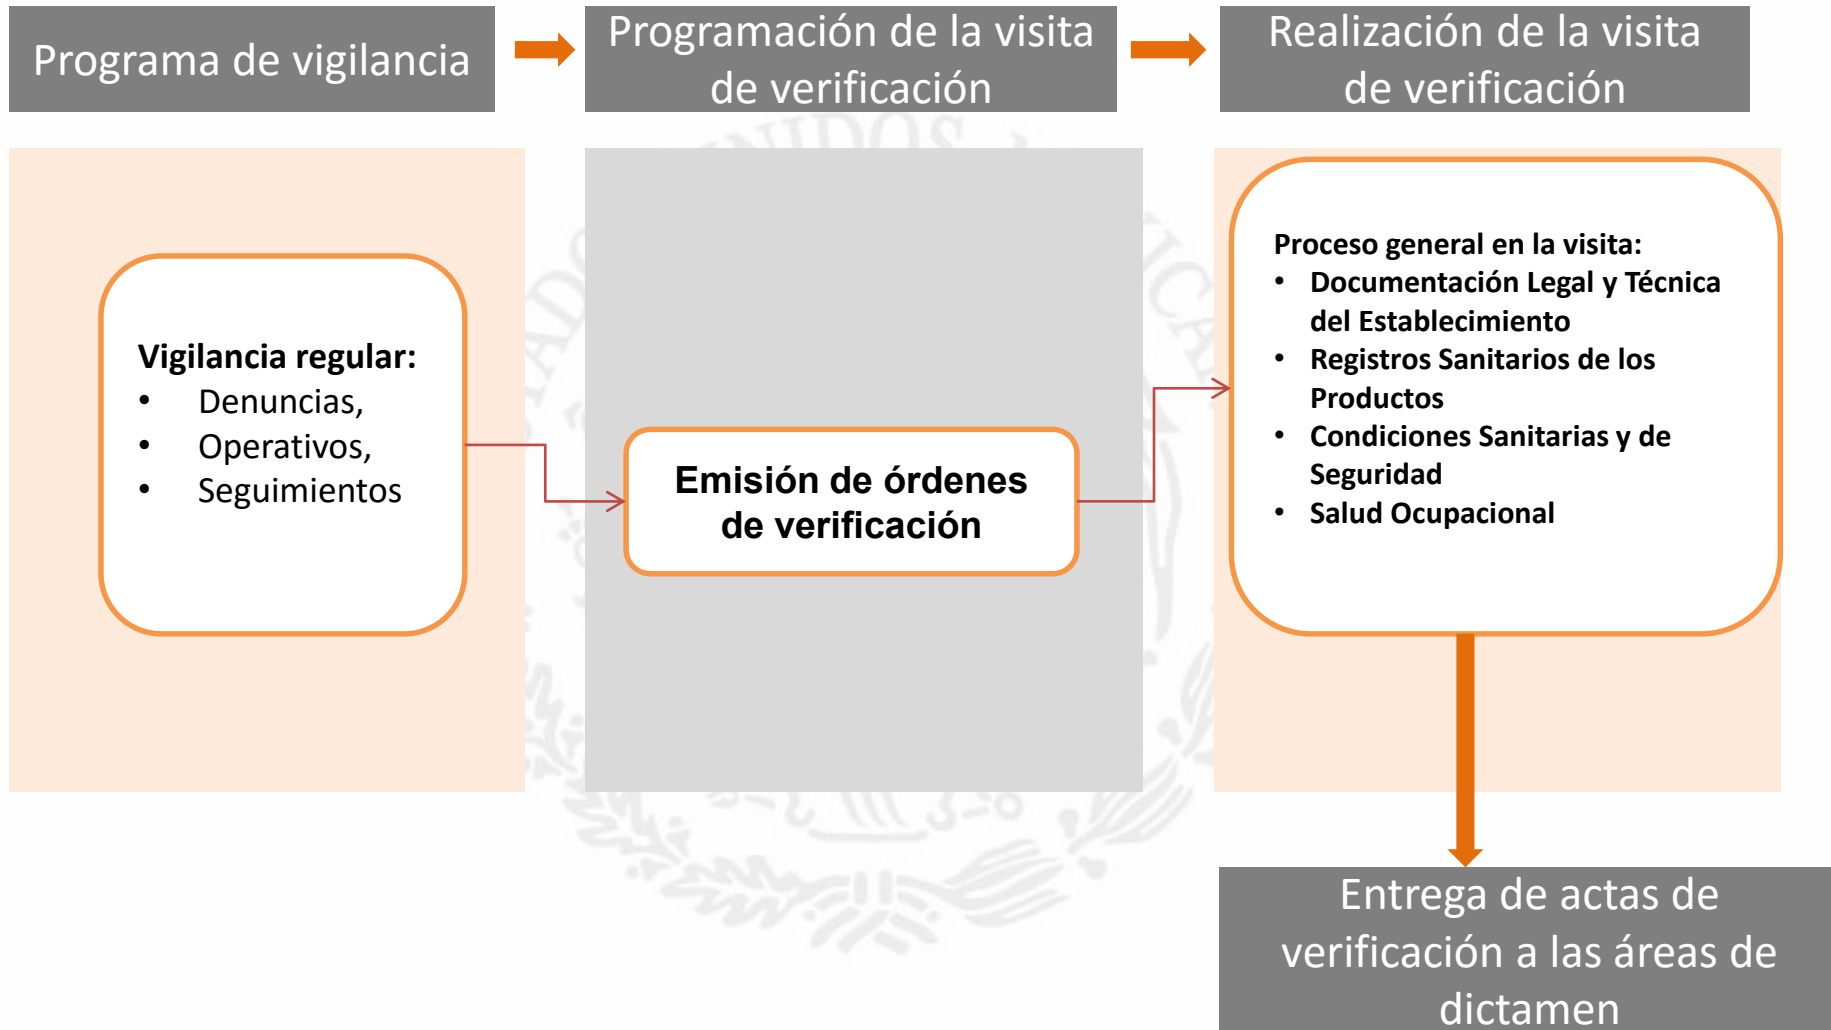 Programa de vigilancia
Programación de la visita
de verificación
Realización de la visita
de verificación
Vigilancia regular:
• Denuncias,
• Operativos,
• Seguimientos
Emisión de órdenes
de verificación
Proceso general en la visita:
• Documentación Legal y Técnica
del Establecimiento
• Registros Sanitarios de los
Productos
• Condiciones Sanitarias y de
Seguridad
• Salud Ocupacional
Entrega de actas de
verificación a las áreas de
dictamen